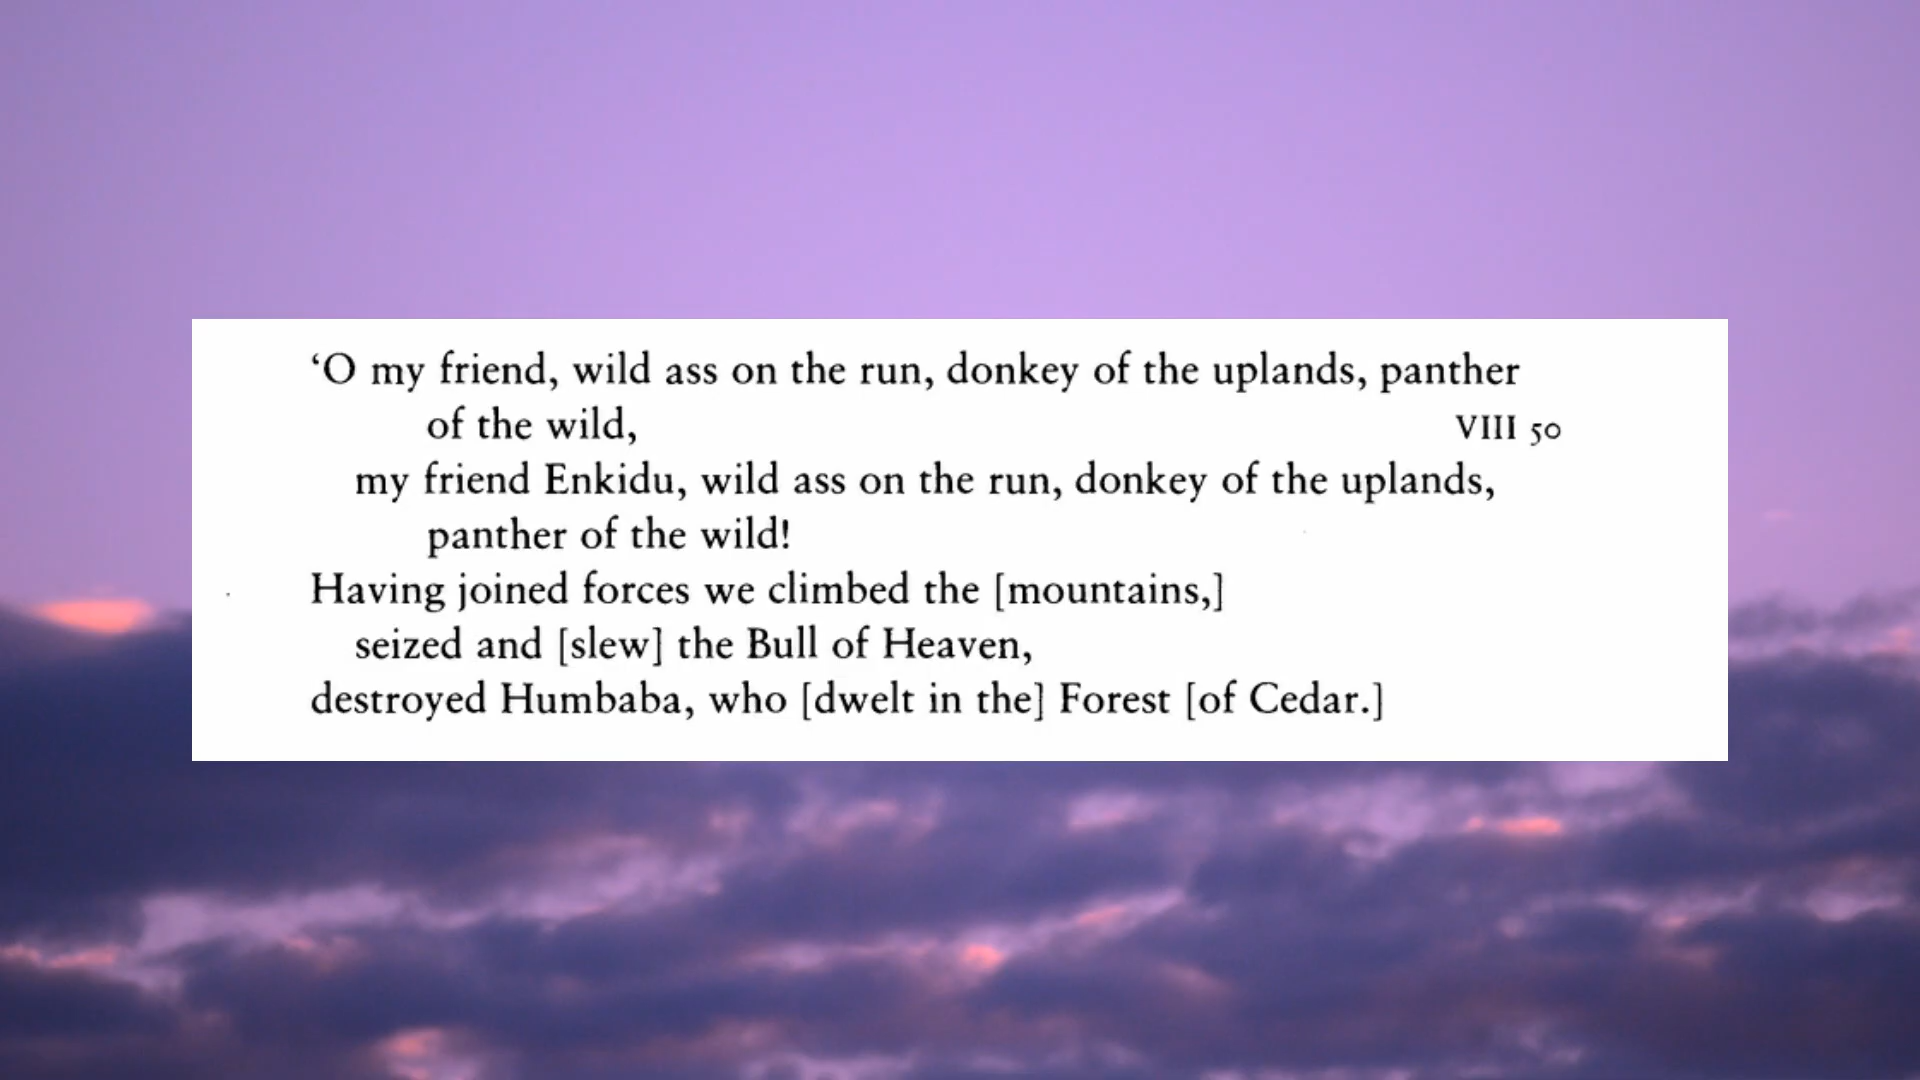 ‘O my friend, wild ass on the run, donkey of the uplands, panther
of the wild, VIII 50
my friend Enkidu, wild ass on the run, donkey of the uplands,
panther of the wild!
Having joined forces we climbed the [mountains,]
seized and [slew] the Bull of Heaven,
destroyed Humbaba, who [dwelt in the] Forest [of Cedar.]